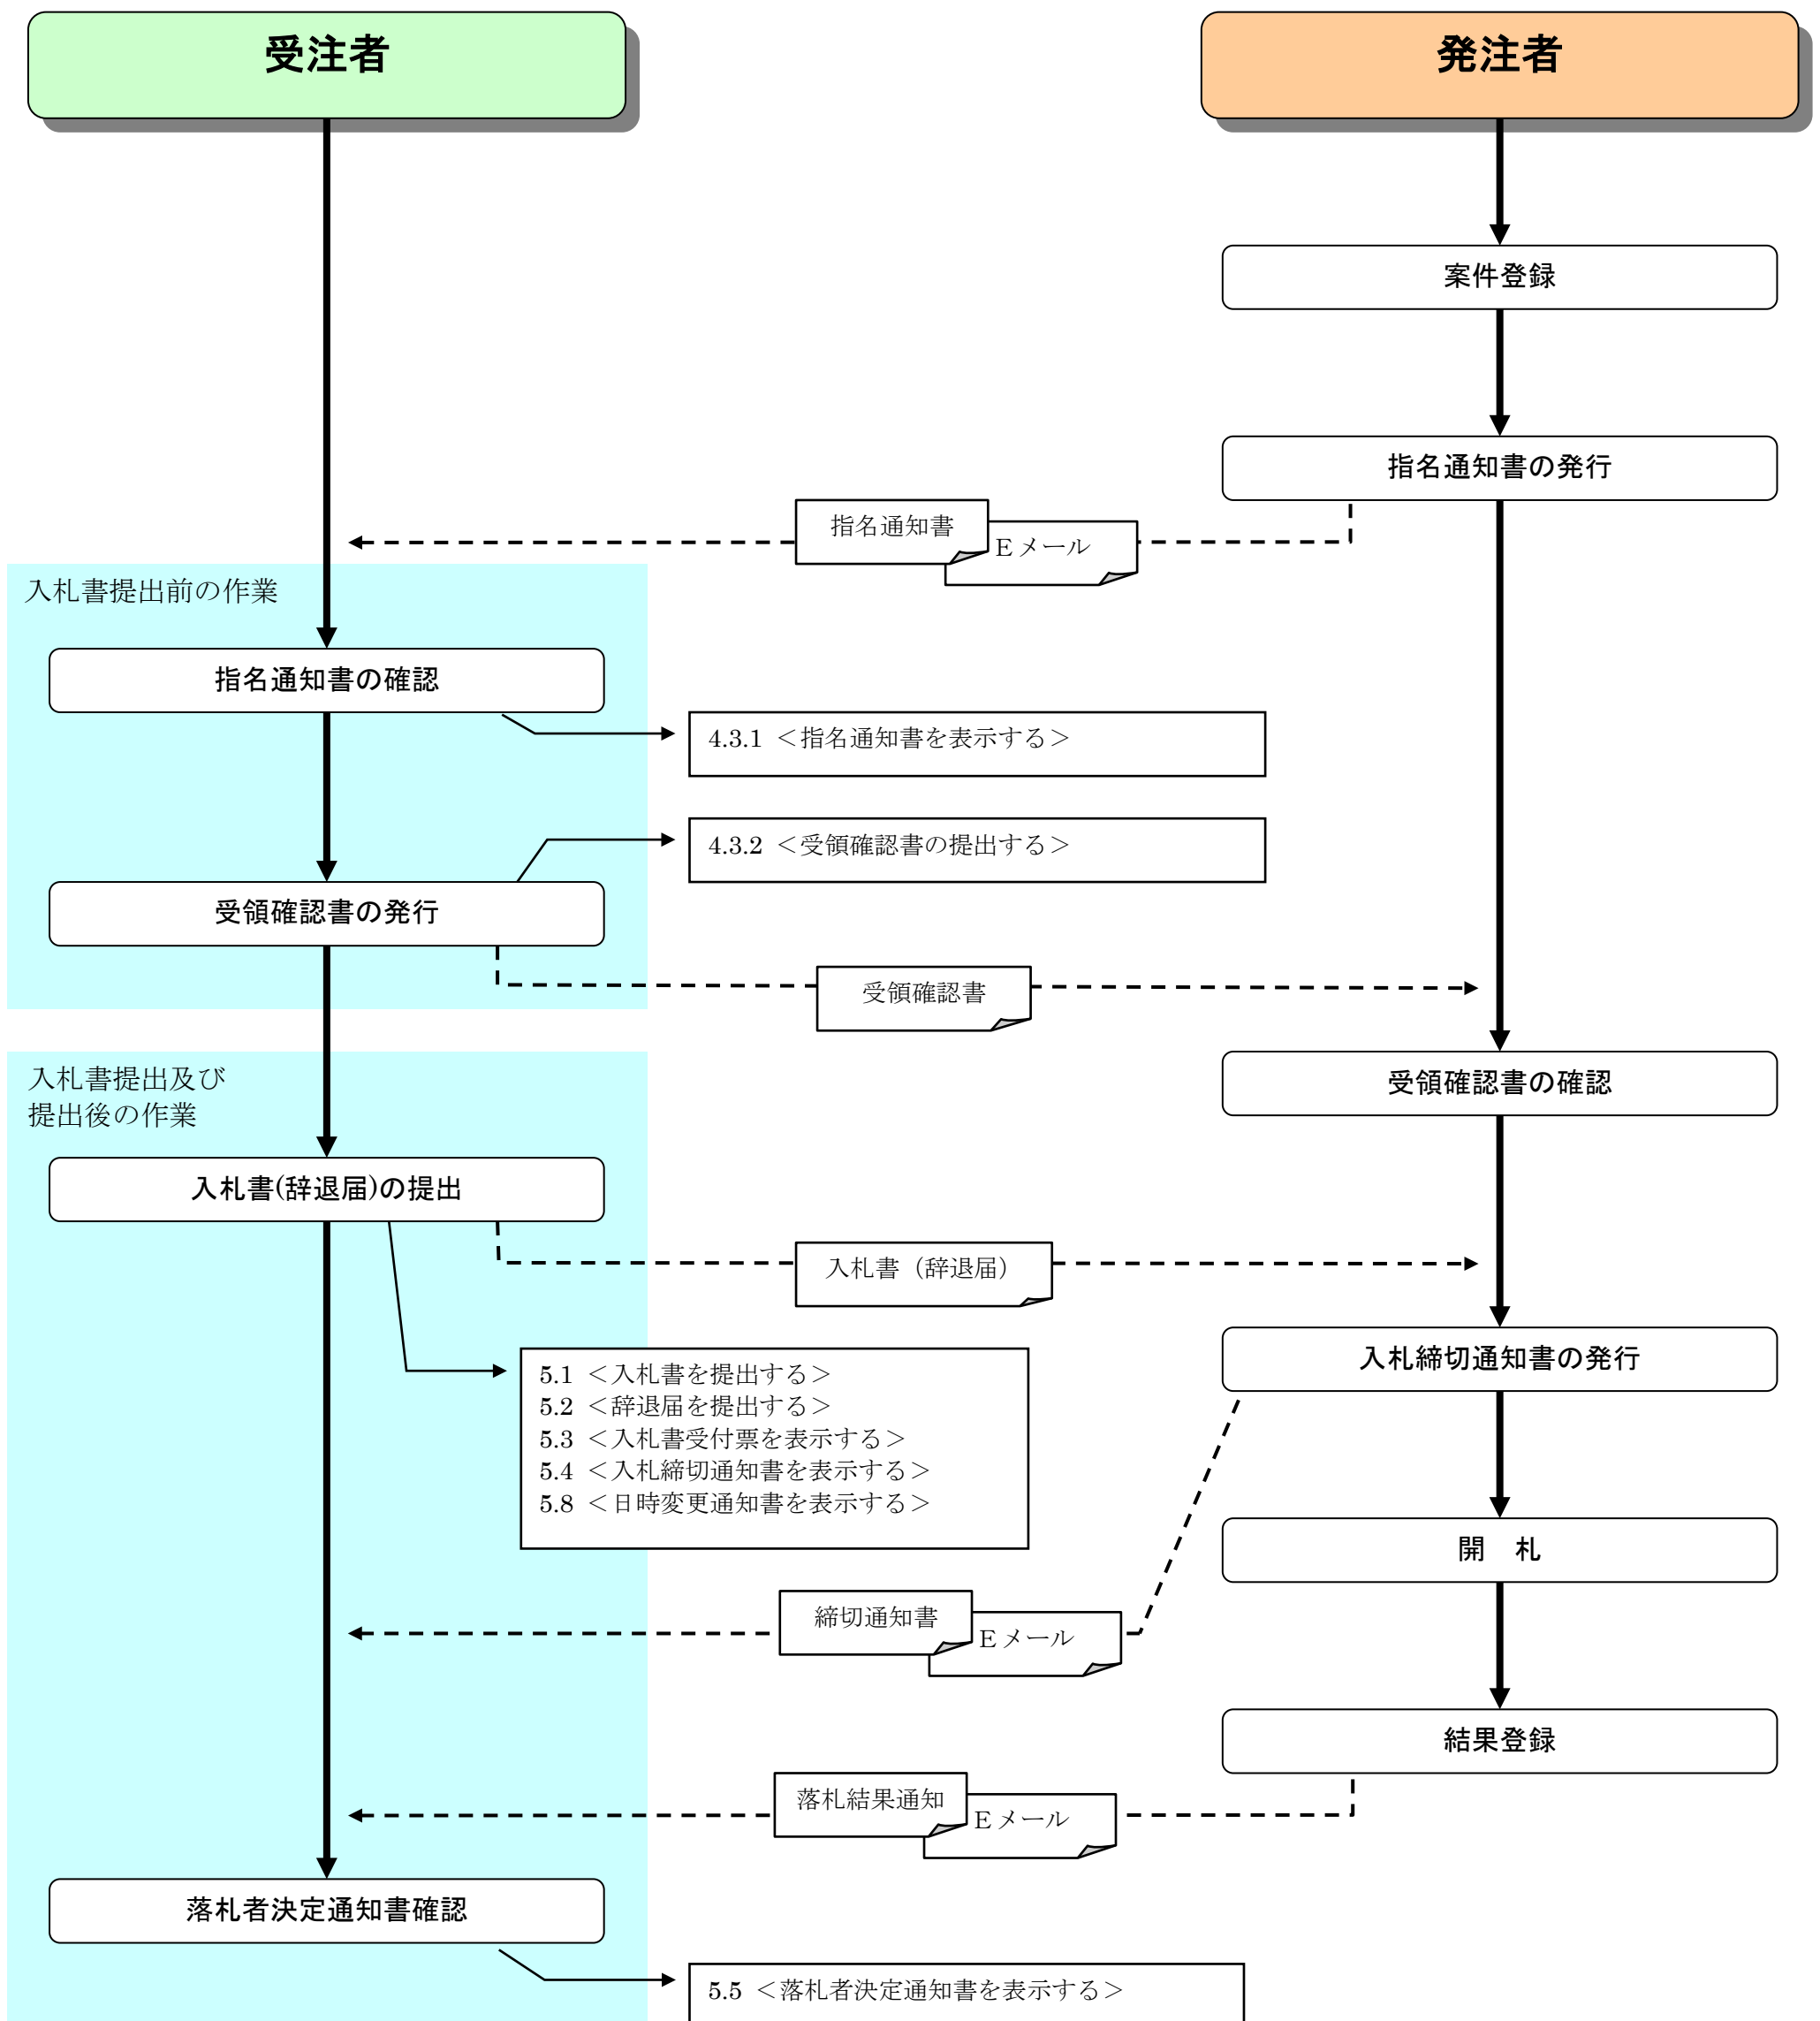 受注者
発注者
案件登録
指名通知書の発行
指名通知書
Ｅメール
入札書提出前の作業
指名通知書の確認
4.3.1 ＜指名通知書を表示する＞
4.3.2 ＜受領確認書の提出する＞
受領確認書の発行
受領確認書
入札書提出及び
提出後の作業
受領確認書の確認
入札書(辞退届)の提出
入札書（辞退届）
入札締切通知書の発行
5.1 ＜入札書を提出する＞
5.2 ＜辞退届を提出する＞
5.3 ＜入札書受付票を表示する＞
5.4 ＜入札締切通知書を表示する＞
5.8 ＜日時変更通知書を表示する＞
開　札
締切通知書
Ｅメール
結果登録
落札結果通知
Ｅメール
落札者決定通知書確認
5.5 ＜落札者決定通知書を表示する＞